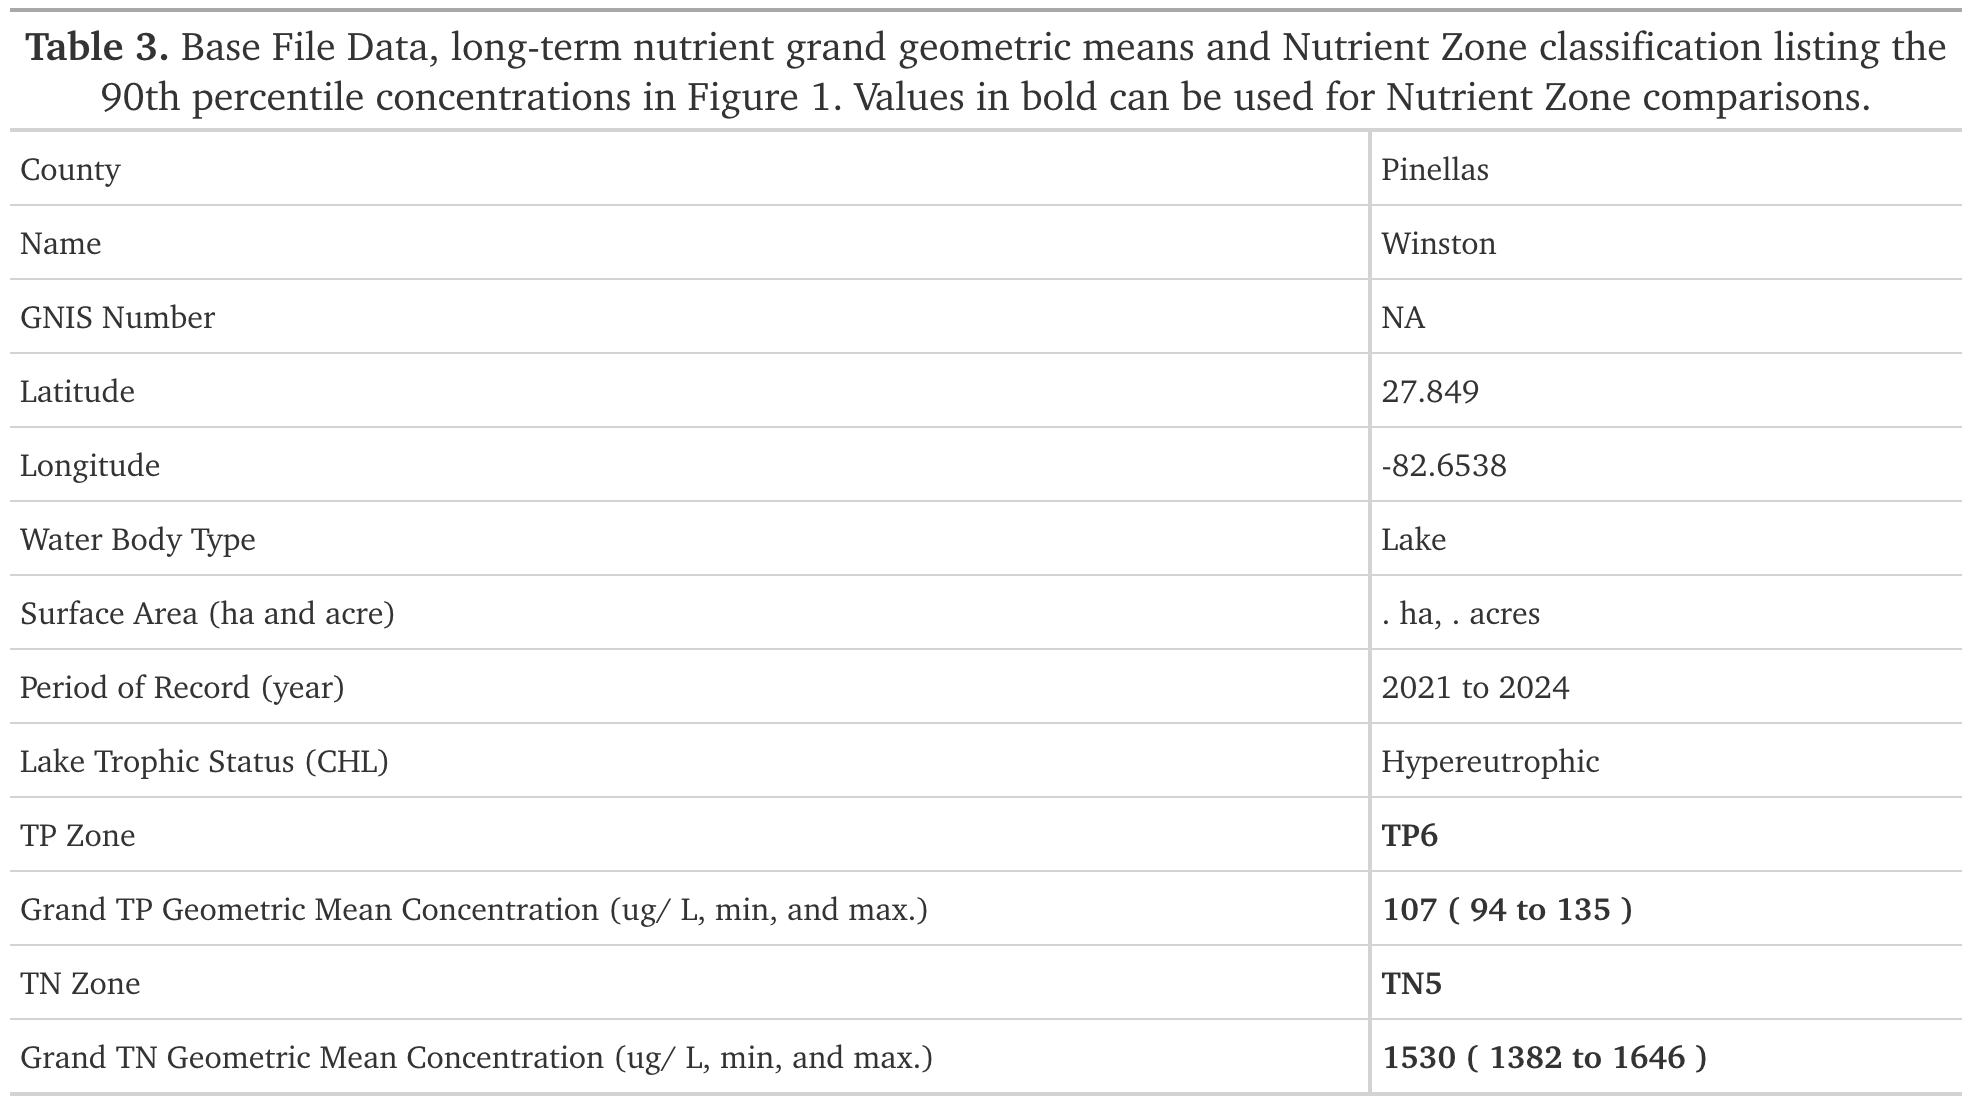 Table 3. Base File Data, long-term nutrient grand geometric means and Nutrient Zone classification listing the
90th percentile concentrations in Figure 1. Values in bold can be used for Nutrient Zone comparisons.
County Pinellas
Name Winston
GNIS Number NA
Latitude 27.849
Longitude -82.6538
Water Body Type Lake
Surface Area (ha and acre) . ha, . acres
Period of Record (year) 2021 to 2024
Lake Trophic Status (CHL) Hypereutrophic
TP Zone TP6
Grand TP Geometric Mean Concentration (ug/ L, min, and max.) 107 ( 94 to 135 )
TN Zone TN5
Grand TN Geometric Mean Concentration (ug/ L, min, and max.) 1530 ( 1382 to 1646 )